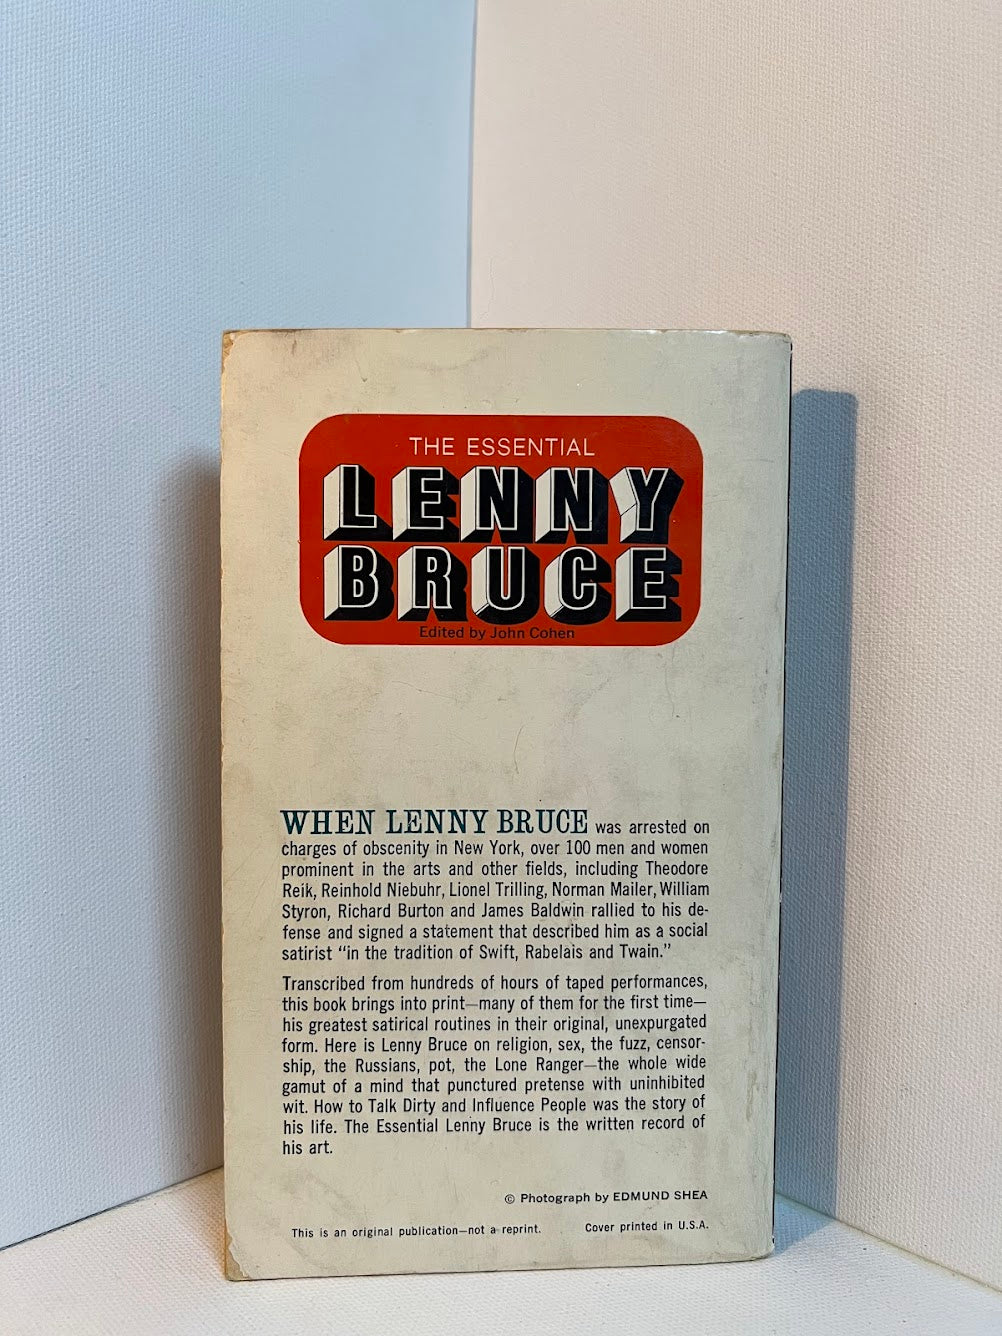 THE ESSENTIAL
LENNY
BRUCE
Edited by John Cohen
WHEN LENNY BRUCE was arrested on
charges of obscenity in New York, over 100 men and women
prominent in the arts and other fields, including Theodore
Reik, Reinhold Niebuhr, Lionel Trilling, Norman Mailer, William
Styron, Richard Burton and James Baldwin rallied to his de-
fense and signed a statement that described him as a social
satirist “in the tradition of Swift, Rabelais and Twain.”
Transcribed from hundreds of hours of taped performances,
this book brings into print—many of them for the first time—
his greatest satirical routines in their original, unexpurgated
form. Here is Lenny Bruce on religion, sex, the fuzz, censor-
ship, the Russians, pot, the Lone Ranger—the whole wide
gamut of a mind that punctured pretense with uninhibited
wit. How to Talk Dirty and Influence People was the story of
his life. The Essential Lenny Bruce is the written record of
his art.
© Photograph by EDMUND SHEA
This is an original publication—not a reprint. Cover printed in U.S.A.